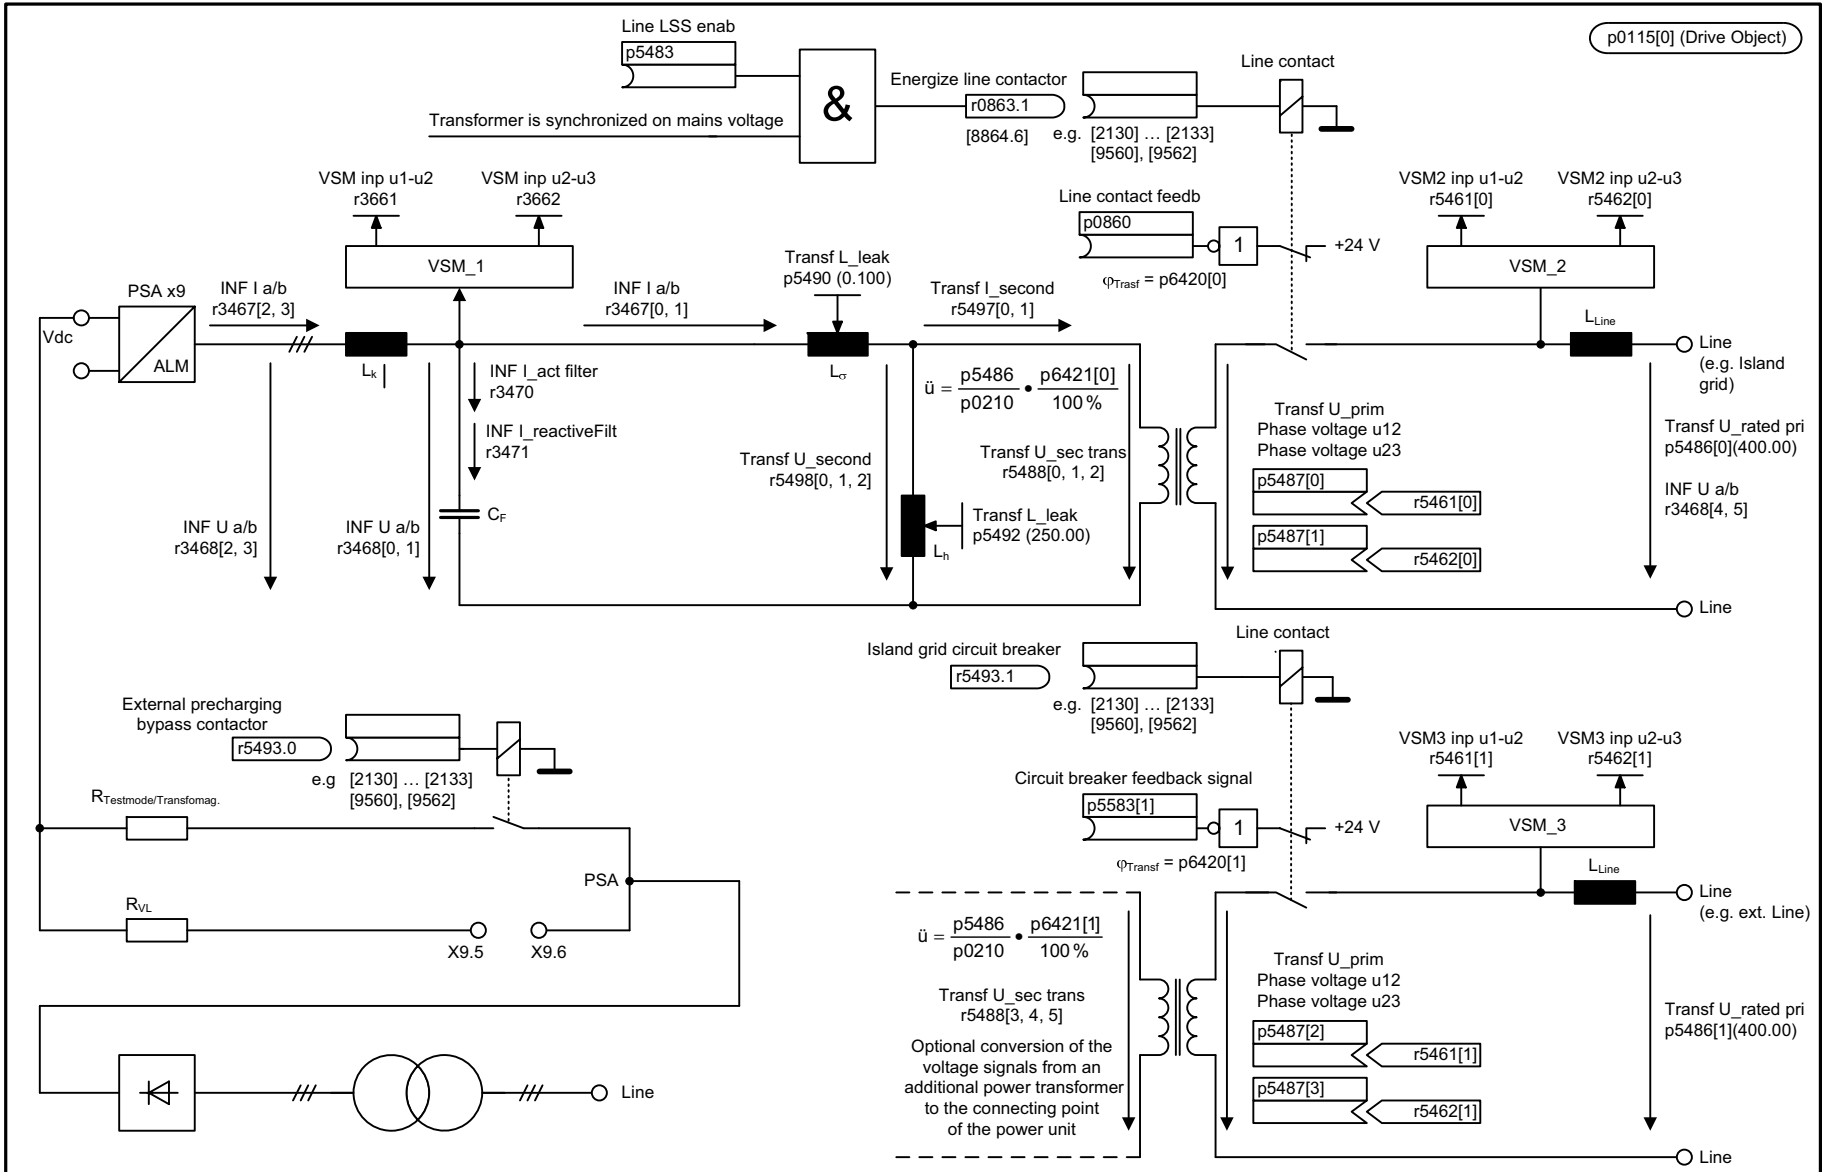 Line LSS enab
p5483
p0115[0] (Drive Object)
&
Energize line contactor
r0863.1
[8864.6]
e.g. [2130] … [2133]
[9560], [9562]
Line contact
Transformer is synchronized on mains voltage
VSM inp u1-u2
r3661
VSM inp u2-u3
r3662
VSM_1
Line contact feedb
p0860
1
+24 V
φTrasf = p6420[0]
VSM2 inp u1-u2
r5461[0]
VSM2 inp u2-u3
r5462[0]
VSM_2
PSA x9
Vdc
ALM
INF I a/b
r3467[2, 3]
INF I a/b
r3467[0, 1]
Transf L_leak
p5490 (0.100)
Transf I_second
r5497[0, 1]
Lk
Lσ
LLine
Line
(e.g. Island
grid)
INF I_act filter
r3470
INF I_reactiveFilt
r3471
ü = p5486/p0210 • p6421[0]/100 %
Transf U_second
r5498[0, 1, 2]
Transf U_sec trans
r5488[0, 1, 2]
Transf U_prim
Phase voltage u12
Phase voltage u23
p5487[0]
r5461[0]
p5487[1]
r5462[0]
Transf U_rated pri
p5486[0](400.00)
INF U a/b
r3468[4, 5]
INF U a/b
r3468[2, 3]
INF U a/b
r3468[0, 1]
CF
Transf L_leak
p5492 (250.00)
Lh
Line
Island grid circuit breaker
r5493.1
e.g. [2130] … [2133]
[9560], [9562]
Line contact
External precharging
bypass contactor
r5493.0
e.g [2130] … [2133]
[9560], [9562]
Circuit breaker feedback signal
p5583[1]
1
+24 V
φTransf = p6420[1]
VSM3 inp u1-u2
r5461[1]
VSM3 inp u2-u3
r5462[1]
VSM_3
RTestmode/Transfomag.
PSA
RVL
X9.5
X9.6
LLine
Line
(e.g. ext. Line)
ü = p5486/p0210 • p6421[1]/100 %
Transf U_sec trans
r5488[3, 4, 5]
Optional conversion of the
voltage signals from an
additional power transformer
to the connecting point
of the power unit
Transf U_prim
Phase voltage u12
Phase voltage u23
p5487[2]
r5461[1]
p5487[3]
r5462[1]
Transf U_rated pri
p5486[1](400.00)
Line
Line